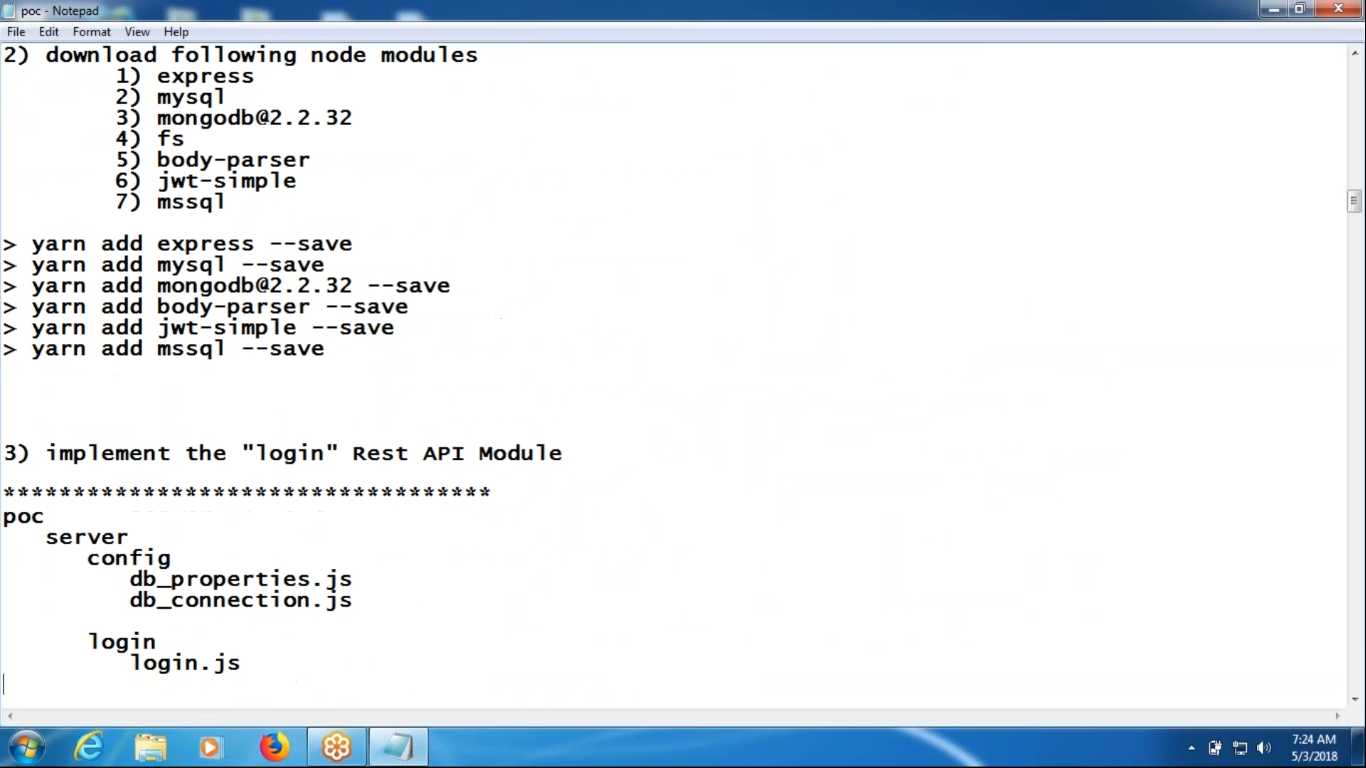 poc - Notepad
File Edit Format View Help
2) download following node modules
1) express
2) mysql
3) mongodb@2.2.32
4) fs
5) body-parser
6) jwt-simple
7) mssql
> yarn add express --save
> yarn add mysql --save
> yarn add mongodb@2.2.32 --save
> yarn add body-parser --save
> yarn add jwt-simple --save
> yarn add mssql --save
3) implement the "login" Rest API Module
***********************************
poc
server
config
db_properties.js
db_connection.js
login
login.js
7:24 AM
5/3/2018